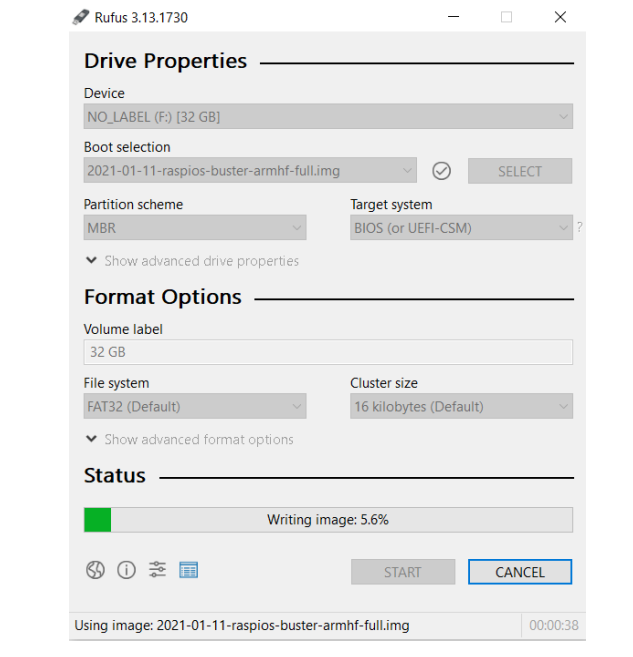 Rufus 3.13.1730
Drive Properties
Device
NO_LABEL (F:) [32 GB]
Boot selection
2021-01-11-raspios-buster-armhf-full.img
SELECT
Partition scheme
Target system
MBR
BIOS (or UEFI-CSM)
?
Show advanced drive properties
Format Options
Volume label
32 GB
File system
Cluster size
FAT32 (Default)
16 kilobytes (Default)
Show advanced format options
Status
Writing image: 5.6%
START
CANCEL
Using image: 2021-01-11-raspios-buster-armhf-full.img
00:00:38